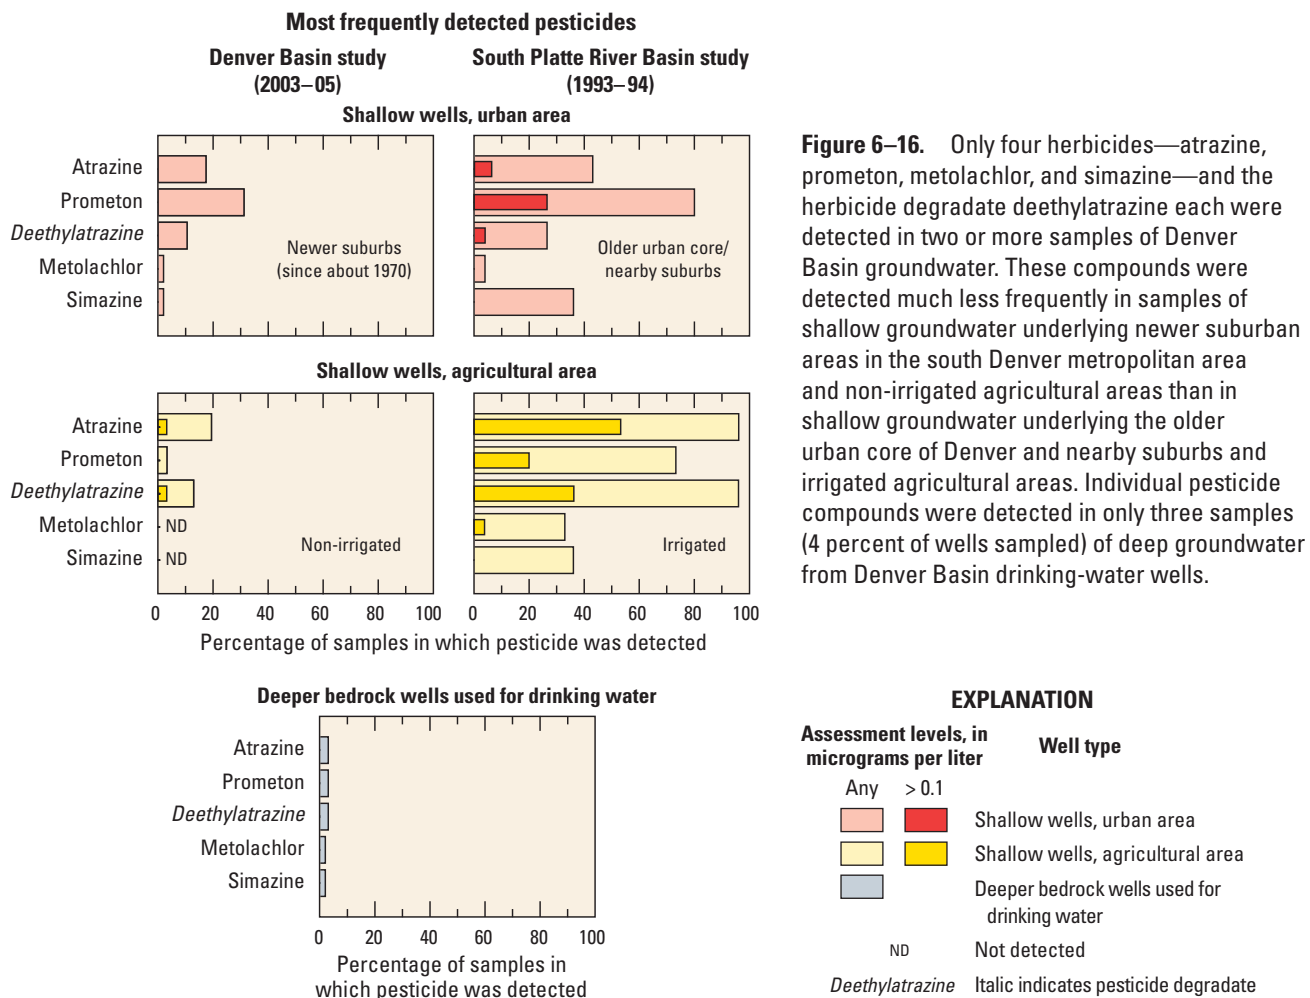 Most frequently detected pesticides
Denver Basin study
(2003–05)
South Platte River Basin study
(1993–94)
Shallow wells, urban area
Atrazine
Prometon
Deethylatrazine
Metolachlor
Simazine
Newer suburbs
(since about 1970)
Older urban core/
nearby suburbs
Shallow wells, agricultural area
Atrazine
Prometon
Deethylatrazine
Metolachlor
Simazine
ND
ND
Non-irrigated
Irrigated
0 20 40 60 80 100
0 20 40 60 80 100
Percentage of samples in which pesticide was detected
Deeper bedrock wells used for drinking water
Atrazine
Prometon
Deethylatrazine
Metolachlor
Simazine
0 20 40 60 80 100
Percentage of samples in
which pesticide was detected
Figure 6–16. Only four herbicides—atrazine,
prometon, metolachlor, and simazine—and the
herbicide degradate deethylatrazine each were
detected in two or more samples of Denver
Basin groundwater. These compounds were
detected much less frequently in samples of
shallow groundwater underlying newer suburban
areas in the south Denver metropolitan area
and non-irrigated agricultural areas than in
shallow groundwater underlying the older
urban core of Denver and nearby suburbs and
irrigated agricultural areas. Individual pesticide
compounds were detected in only three samples
(4 percent of wells sampled) of deep groundwater
from Denver Basin drinking-water wells.
EXPLANATION
Assessment levels, in
micrograms per liter
Well type
Any > 0.1
Shallow wells, urban area
Shallow wells, agricultural area
Deeper bedrock wells used for
drinking water
ND Not detected
Deethylatrazine Italic indicates pesticide degradate